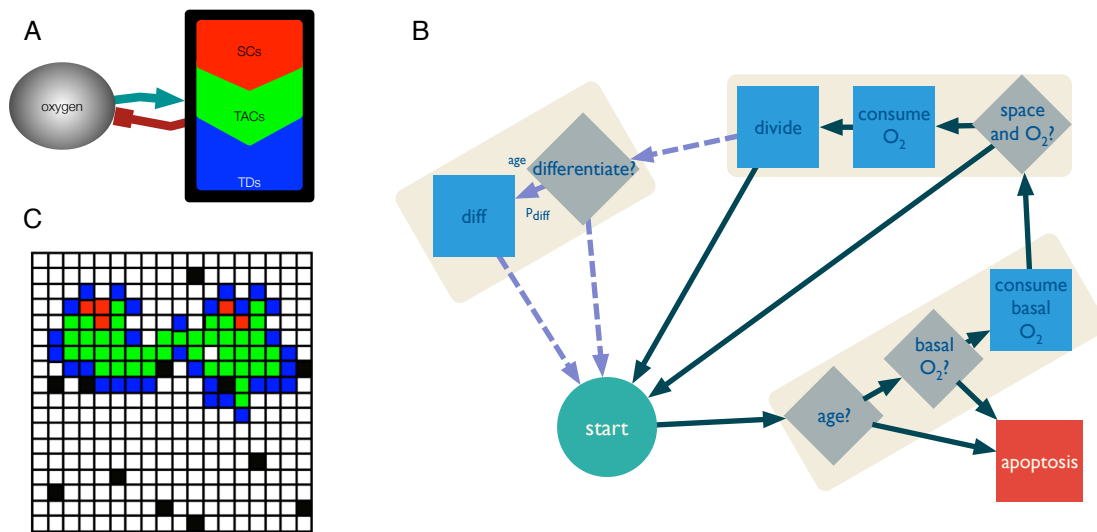 A
SCs
oxygen
TACs
TDs
B
space
and O₂?
consume
O₂
divide
age
differentiate?
diff
Pdiff
consume
basal
O₂
basal
O₂?
age?
start
apoptosis
C